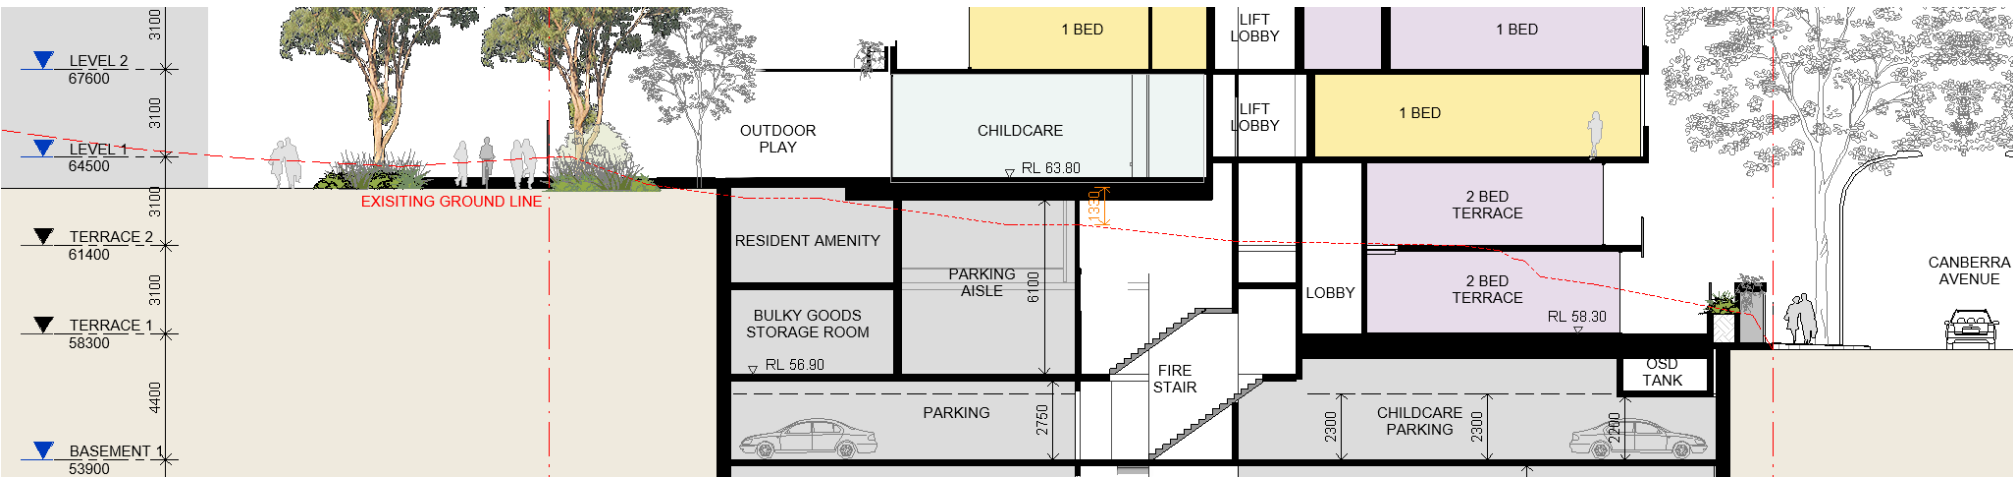 3100
LEVEL 2
67600
3100
LEVEL 1
64500
3100
TERRACE 2
61400
3100
TERRACE 1
58300
4400
BASEMENT 1
53900
EXISITING GROUND LINE
OUTDOOR
PLAY
1 BED
LIFT
LOBBY
1 BED
CHILDCARE
RL 63.80
LIFT
LOBBY
1 BED
1330
2 BED
TERRACE
RESIDENT AMENITY
PARKING
AISLE
6100
LOBBY
2 BED
TERRACE
RL 58.30
BULKY GOODS
STORAGE ROOM
RL 56.90
FIRE
STAIR
OSD
TANK
PARKING
2750
2300
CHILDCARE
PARKING
2300
2200
CANBERRA
AVENUE